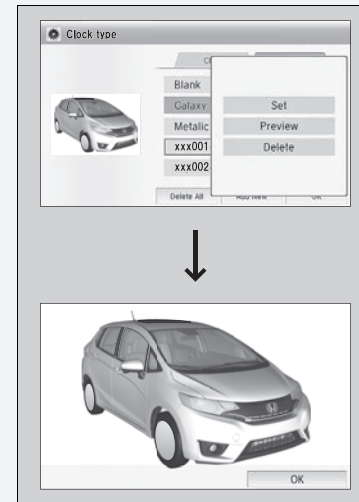 Clock type
Blank
Galaxy
Metalic
xxx001
xxx002
Set
Preview
Delete
Delete All
Add New
OK
OK